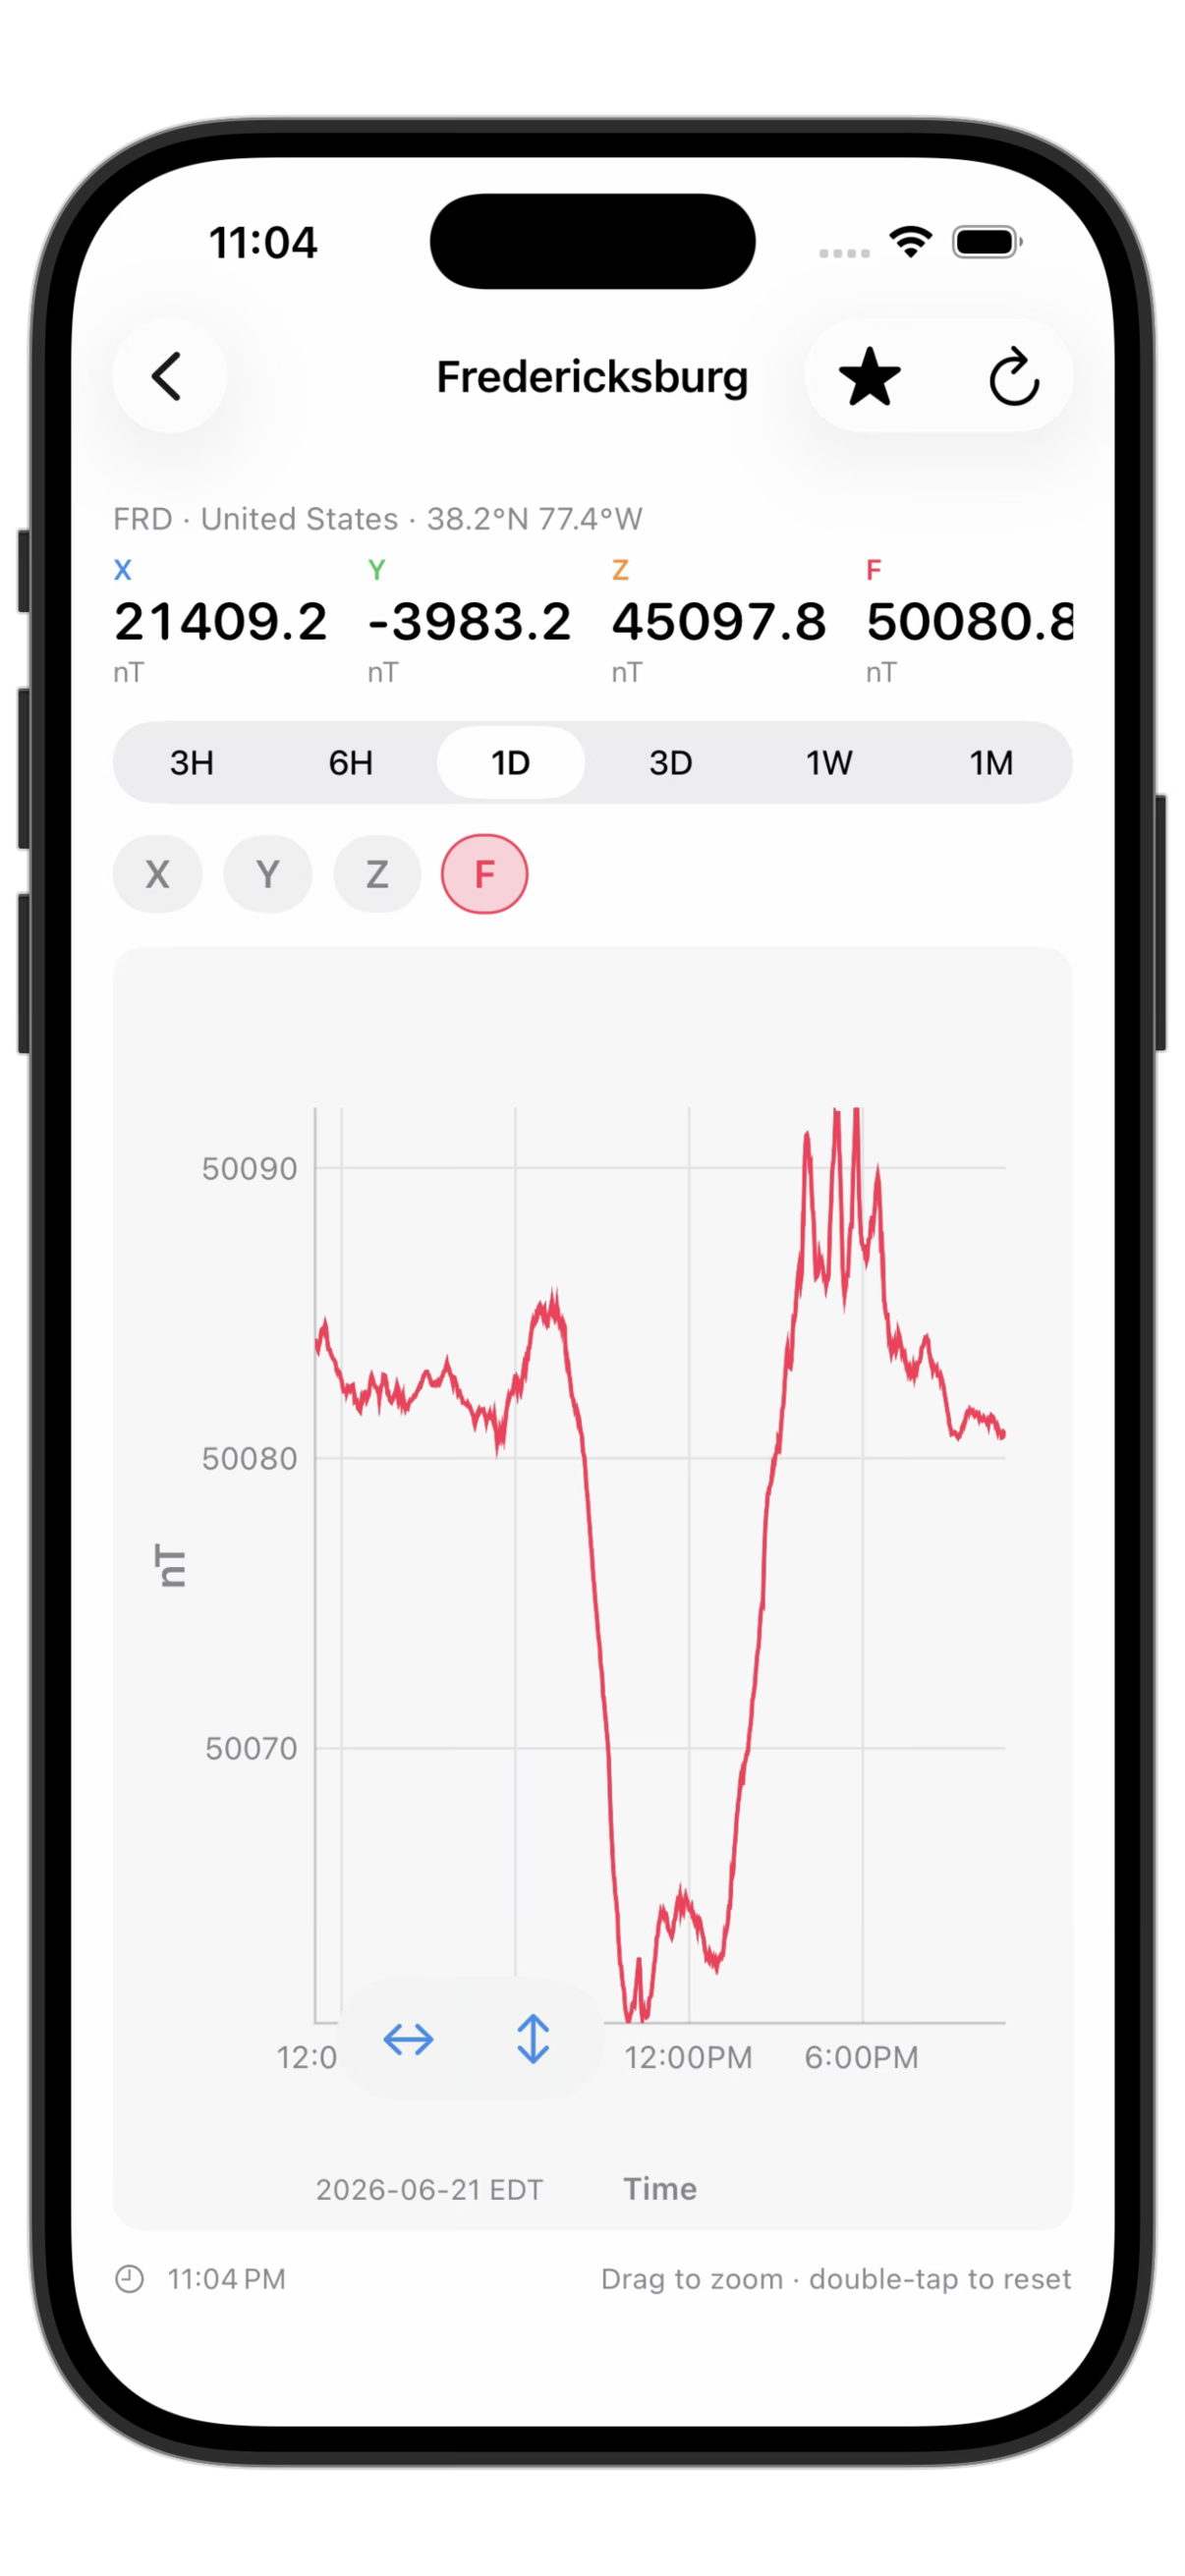 11:04
Fredericksburg
FRD · United States · 38.2°N 77.4°W
X Y Z F
21409.2 -3983.2 45097.8 50080.8
nT nT nT nT
3H 6H 1D 3D 1W 1M
X Y Z F
50090
50080
nT
50070
12:0 12:00PM 6:00PM
2026-06-21 EDT Time
11:04 PM Drag to zoom · double-tap to reset